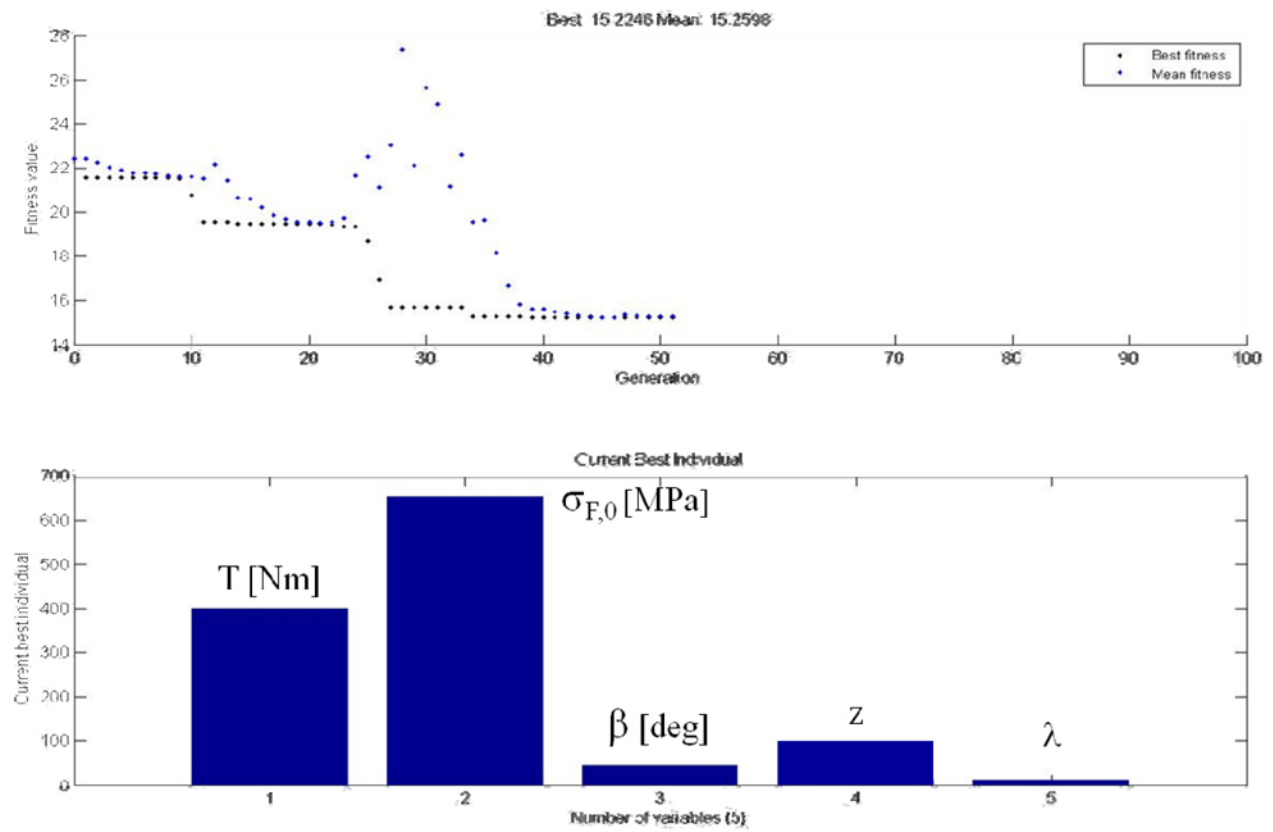 Best: 15.2246 Mean: 15.2598
28
26
24
22
20
18
16
14
Fitness value
Best fitness
Mean fitness
0 10 20 30 40 50 60 70 80 90 100
Generation
Current Best Individual
700
600
500
400
300
200
100
0
Current best individual
T [Nm]
σF,0 [MPa]
β [deg]
z
λ
1 2 3 4 5
Number of variables (5)